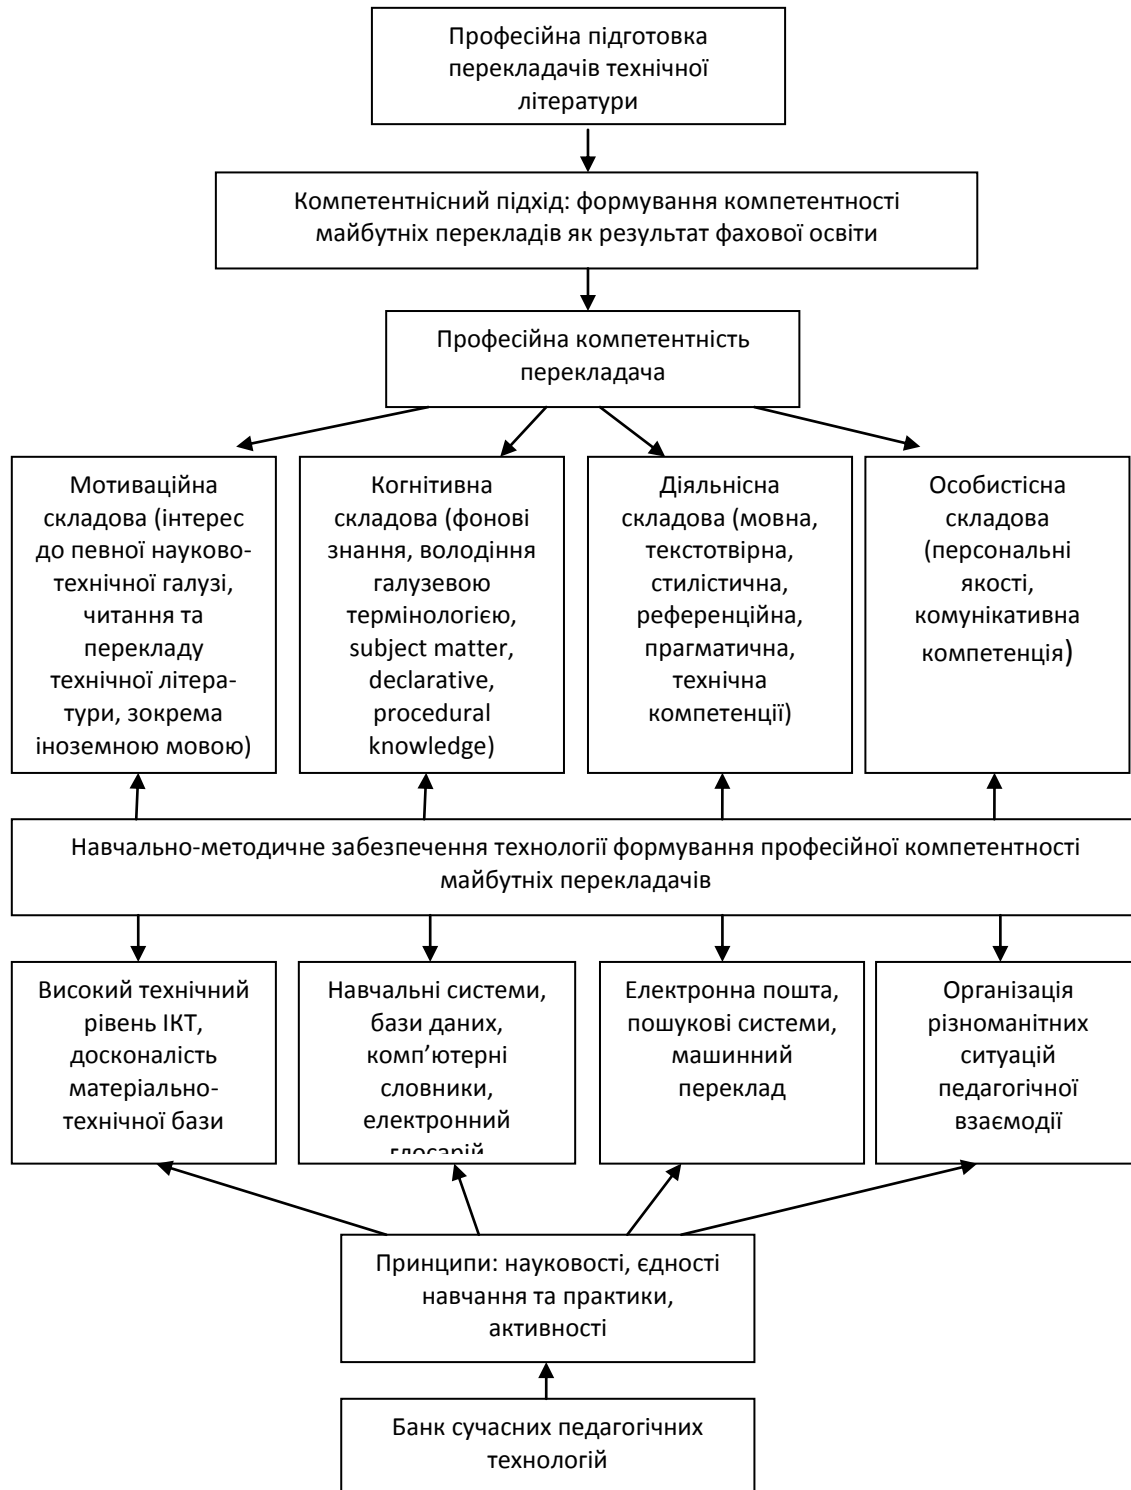 Професійна підготовка
перекладачів технічної
літератури
Компетентнісний підхід: формування компетентності
майбутніх перекладів як результат фахової освіти
Професійна компетентність
перекладача
Мотиваційна
складова (інтерес
до певної науково-
технічної галузі,
читання та
перекладу
технічної літера-
тури, зокрема
іноземною мовою)
Когнітивна
складова (фонові
знання, володіння
галузевою
термінологією,
subject matter,
declarative,
procedural
knowledge)
Діяльнісна
складова (мовна,
текстотвірна,
стилістична,
референційна,
прагматична,
технічна
компетенції)
Особистісна
складова
(персональні
якості,
комунікативна
компетенція)
Навчально-методичне забезпечення технології формування професійної компетентності
майбутніх перекладачів
Високий технічний
рівень ІКТ,
досконалість
матеріально-
технічної бази
Навчальні системи,
бази даних,
комп’ютерні
словники,
електронний
глосарій
Електронна пошта,
пошукові системи,
машинний
переклад
Організація
різноманітних
ситуацій
педагогічної
взаємодії
Принципи: науковості, єдності
навчання та практики,
активності
Банк сучасних педагогічних
технологій